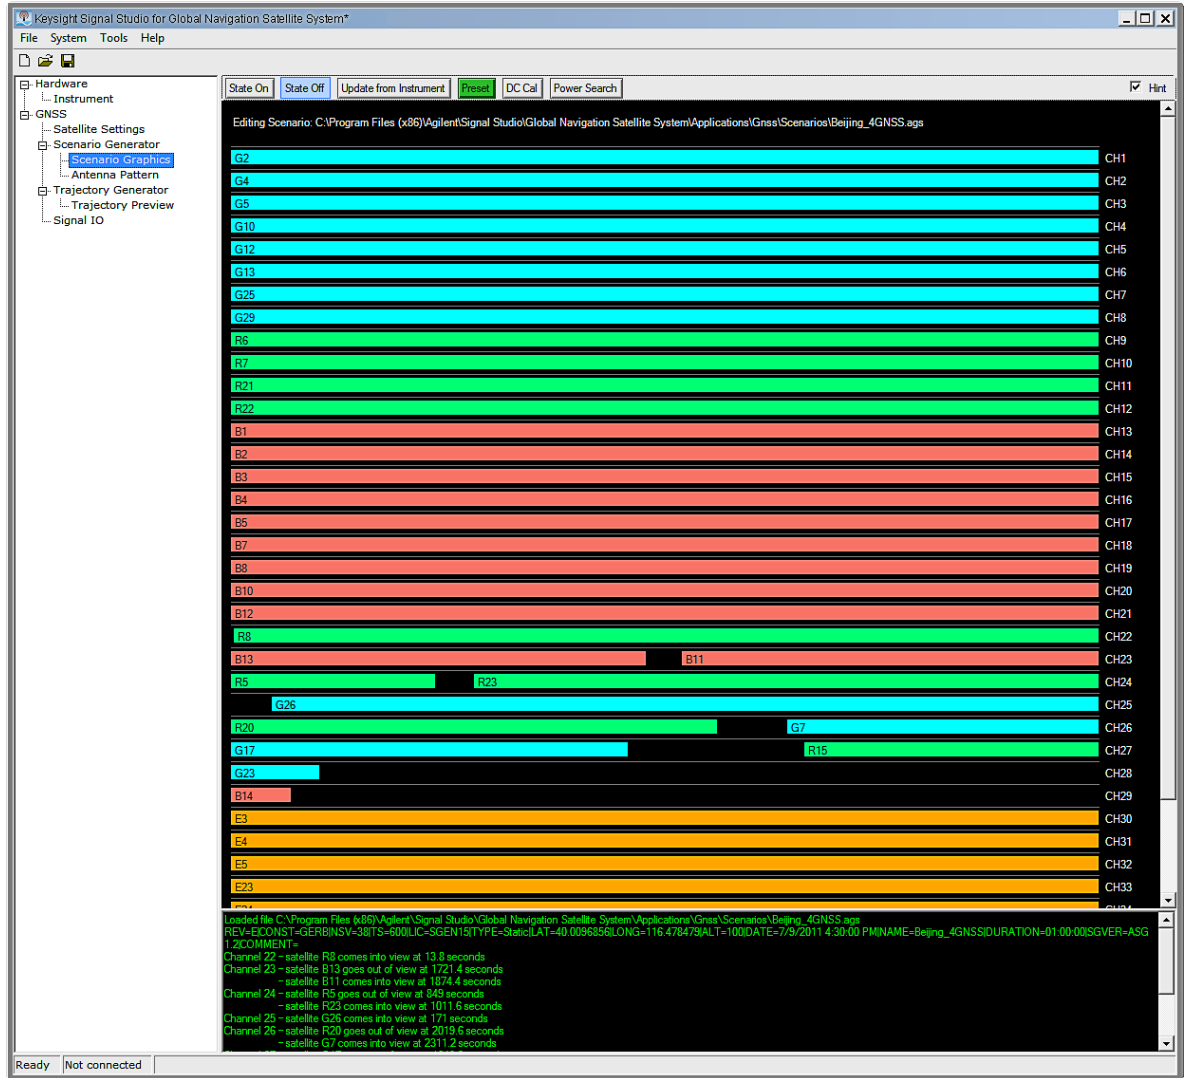 Keysight Signal Studio for Global Navigation Satellite System*
File System Tools Help
Hardware
Instrument
GNSS
Satellite Settings
Scenario Generator
Scenario Graphics
Antenna Pattern
Trajectory Generator
Trajectory Preview
Signal IO
State On State Off Update from Instrument Preset DC Cal Power Search Hint
Editing Scenario: C:\Program Files (x86)\Agilent\Signal Studio\Global Navigation Satellite System\Applications\Gnss\Scenarios\Beijing_4GNSS.ags
G2 CH1
G4 CH2
G5 CH3
G10 CH4
G12 CH5
G13 CH6
G25 CH7
G29 CH8
R6 CH9
R7 CH10
R21 CH11
R22 CH12
B1 CH13
B2 CH14
B3 CH15
B4 CH16
B5 CH17
B7 CH18
B8 CH19
B10 CH20
B12 CH21
R8 CH22
B13 B11 CH23
R5 R23 CH24
G26 CH25
R20 G7 CH26
G17 R15 CH27
G23 CH28
B14 CH29
E3 CH30
E4 CH31
E5 CH32
E23 CH33
Loaded file C:\Program Files (x86)\Agilent\Signal Studio\Global Navigation Satellite System\Applications\Gnss\Scenarios\Beijing_4GNSS.ags
REV=E|CONST=GERB|NSV=38|TS=600|LIC=SGEN15|TYPE=Static|LAT=40.0096856|LONG=116.478479|ALT=100|DATE=7/9/2011 4:30:00 PM|NAME=Beijing_4GNSS|DURATION=01:00:00|SGVER=ASG
1.2|COMMENT=
Channel 22 - satellite R8 comes into view at 13.8 seconds
Channel 23 - satellite B13 goes out of view at 1721.4 seconds
- satellite B11 comes into view at 1874.4 seconds
Channel 24 - satellite R5 goes out of view at 849 seconds
- satellite R23 comes into view at 1011.6 seconds
Channel 25 - satellite G26 comes into view at 171 seconds
Channel 26 - satellite R20 goes out of view at 2019.6 seconds
- satellite G7 comes into view at 2311.2 seconds
Ready Not connected